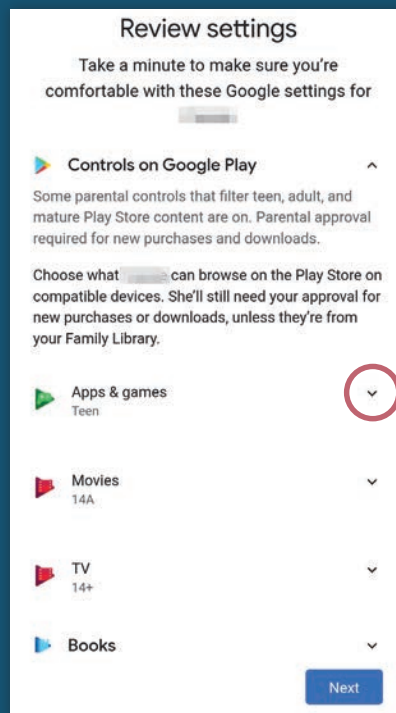 Review settings
Take a minute to make sure you're
comfortable with these Google settings for
Controls on Google Play
Some parental controls that filter teen, adult, and
mature Play Store content are on. Parental approval
required for new purchases and downloads.
Choose what can browse on the Play Store on
compatible devices. She'll still need your approval for
new purchases or downloads, unless they're from
your Family Library.
Apps & games
Teen
Movies
14A
TV
14+
Books
Next